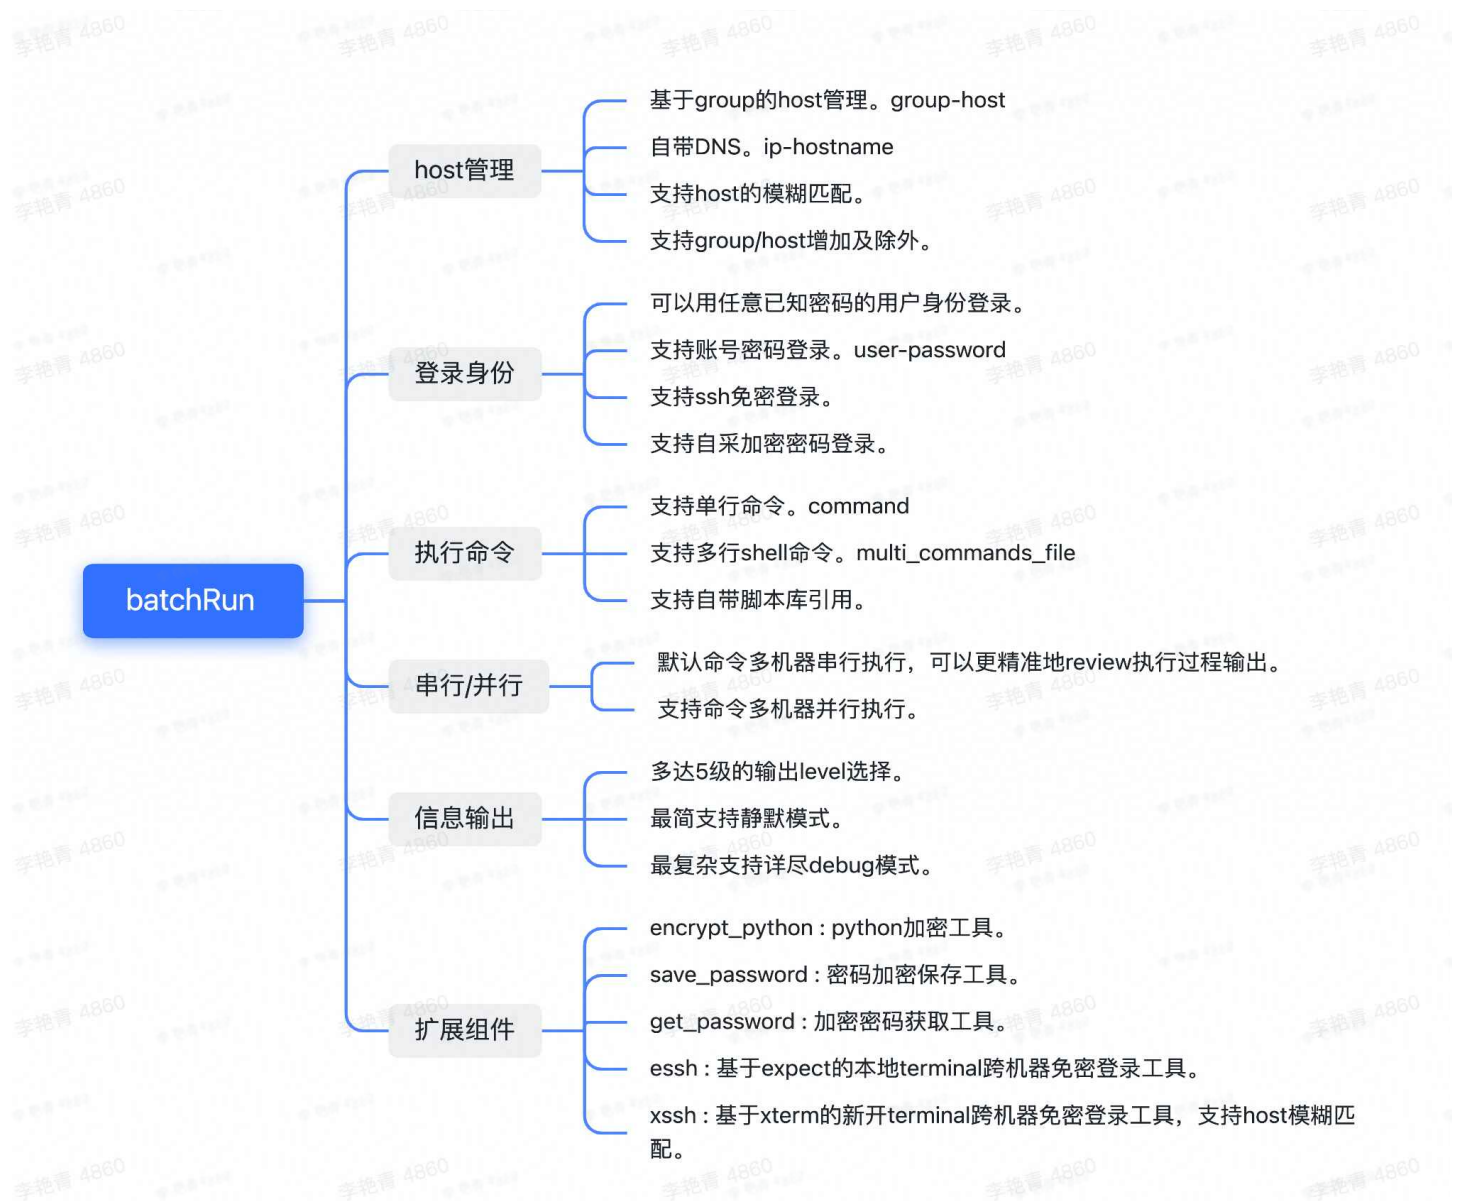 batchRun
host管理
基于group的host管理。group-host
自带DNS。ip-hostname
支持host的模糊匹配。
支持group/host增加及除外。
登录身份
可以用任意已知密码的用户身份登录。
支持账号密码登录。user-password
支持ssh免密登录。
支持自采加密密码登录。
执行命令
支持单行命令。command
支持多行shell命令。multi_commands_file
支持自带脚本库引用。
串行/并行
默认命令多机器串行执行，可以更精准地review执行过程输出。
支持命令多机器并行执行。
信息输出
多达5级的输出level选择。
最简支持静默模式。
最复杂支持详尽debug模式。
扩展组件
encrypt_python : python加密工具。
save_password : 密码加密保存工具。
get_password : 加密密码获取工具。
essh : 基于expect的本地terminal跨机器免密登录工具。
xssh : 基于xterm的新开terminal跨机器免密登录工具，支持host模糊匹
配。
李艳青 4860